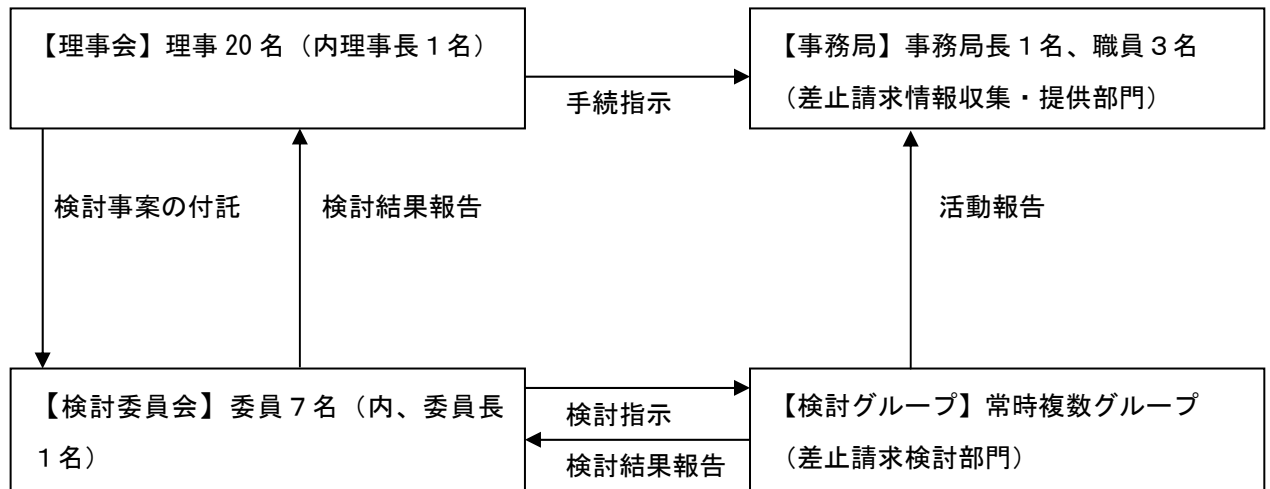 【理事会】理事 20 名（内理事長１名）
【事務局】事務局長１名、職員３名
（差止請求情報収集・提供部門）
手続指示
検討事案の付託
検討結果報告
活動報告
【検討委員会】委員７名（内、委員長
１名）
検討指示
検討結果報告
【検討グループ】常時複数グループ
（差止請求検討部門）